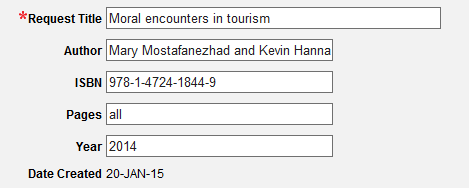 *Request Title Moral encounters in tourism
Author Mary Mostafanezhad and Kevin Hanna
ISBN 978-1-4724-1844-9
Pages all
Year 2014
Date Created 20-JAN-15